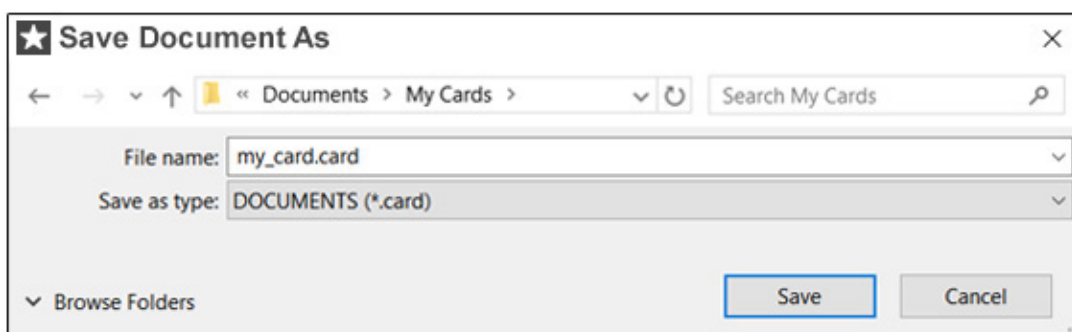 Save Document As
« Documents > My Cards >
Search My Cards
File name: my_card.card
Save as type: DOCUMENTS (*.card)
Browse Folders
Save
Cancel